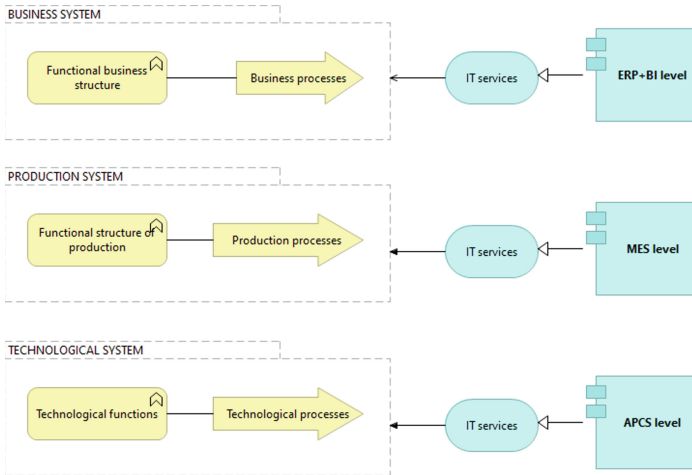 BUSINESS SYSTEM
Functional business
structure
Business processes
IT services
ERP+BI level
PRODUCTION SYSTEM
Functional structure of
production
Production processes
IT services
MES level
TECHNOLOGICAL SYSTEM
Technological functions
Technological processes
IT services
APCS level